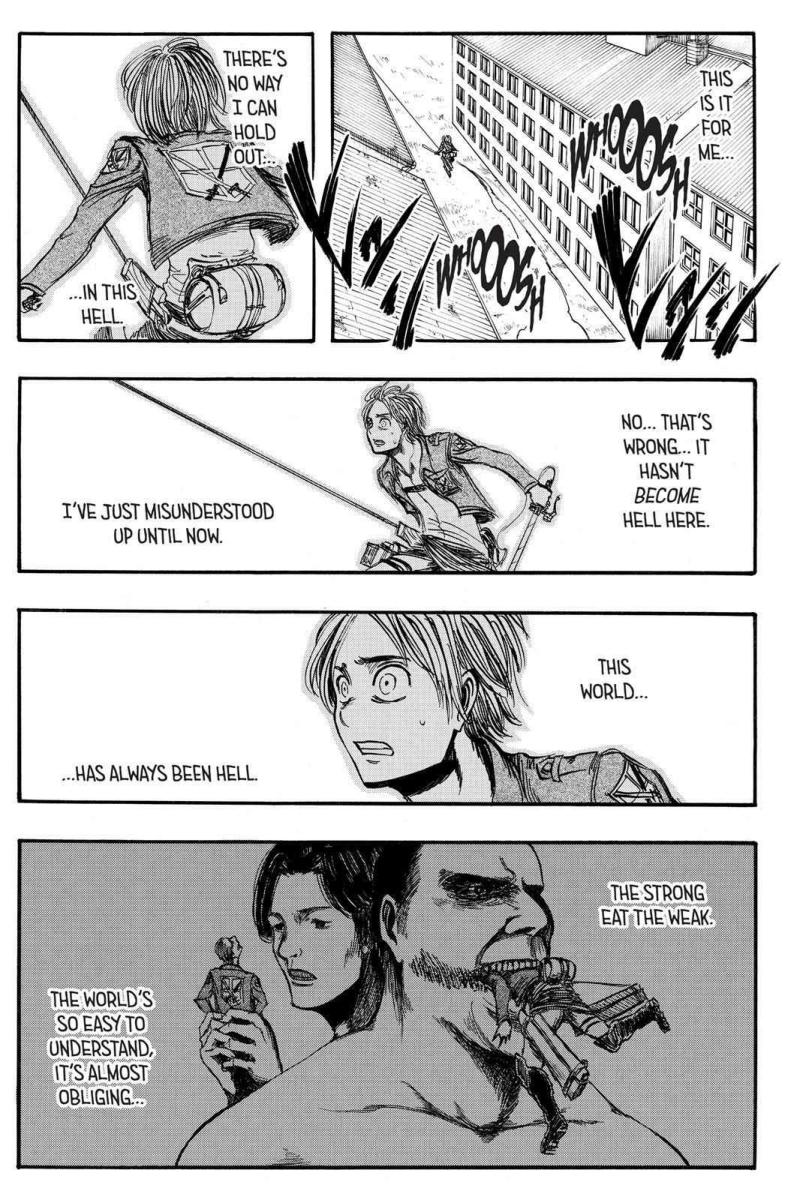 THIS
IS IT
FOR
ME...
WHOOOSH
WHOOOSH
THERE'S
NO WAY
I CAN
HOLD
OUT...
...IN THIS
HELL.
NO... THAT'S
WRONG... IT
HASN'T
BECOME
HELL HERE.
I'VE JUST MISUNDERSTOOD
UP UNTIL NOW.
THIS
WORLD...
...HAS ALWAYS BEEN HELL.
THE STRONG
EAT THE WEAK.
THE WORLD'S
SO EASY TO
UNDERSTAND,
IT'S ALMOST
OBLIGING...